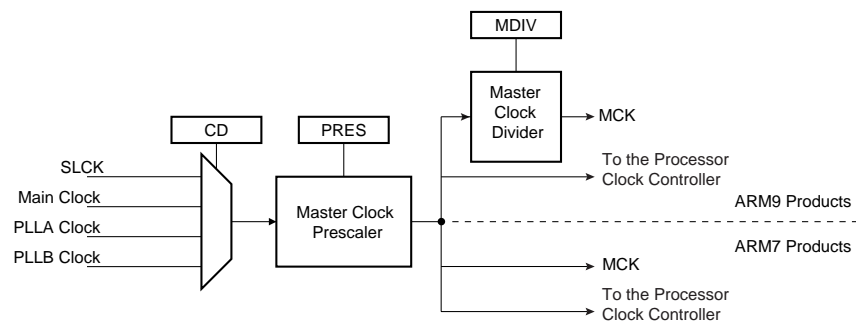 MDIV
Master
Clock
Divider
MCK
CD
PRES
SLCK
Main Clock
PLLA Clock
PLLB Clock
Master Clock
Prescaler
To the Processor
Clock Controller
ARM9 Products
ARM7 Products
MCK
To the Processor
Clock Controller